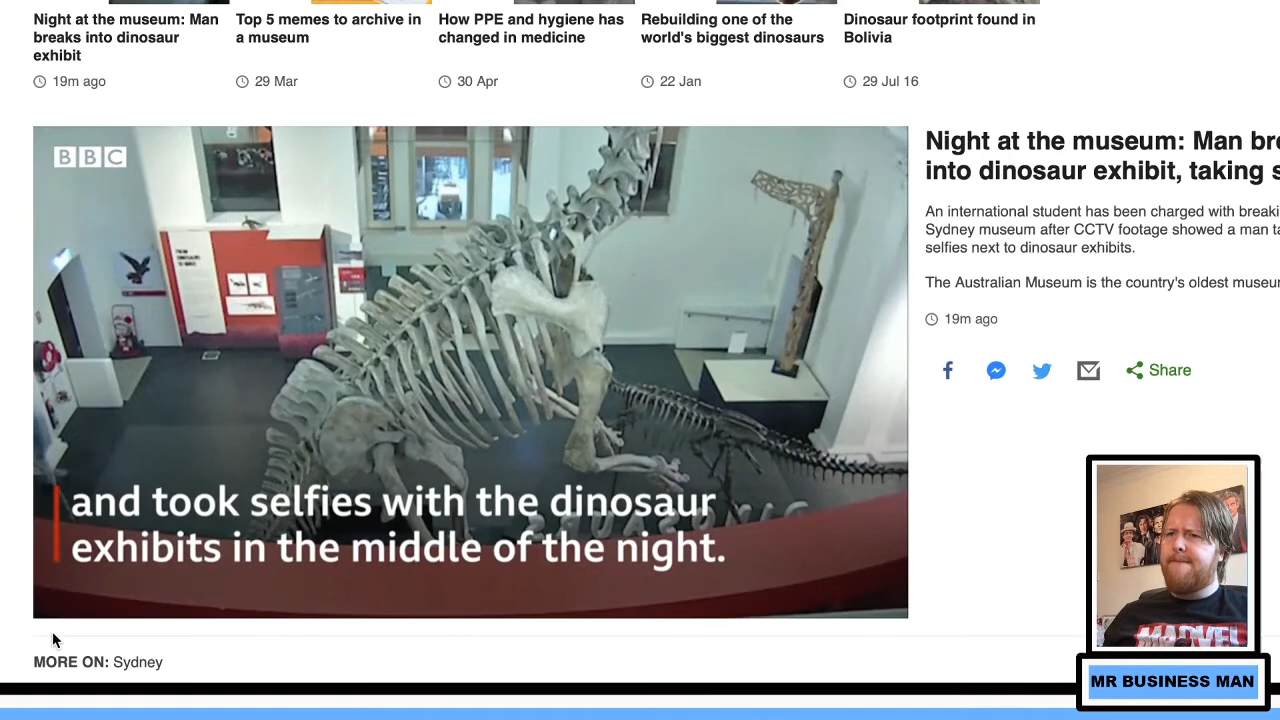 Night at the museum: Man
breaks into dinosaur
exhibit
19m ago
Top 5 memes to archive in
a museum
29 Mar
How PPE and hygiene has
changed in medicine
30 Apr
Rebuilding one of the
world's biggest dinosaurs
22 Jan
Dinosaur footprint found in
Bolivia
29 Jul 16
BBC
and took selfies with the dinosaur
exhibits in the middle of the night.
Night at the museum: Man
into dinosaur exhibit, taking
An international student has been charged with
Sydney museum after CCTV footage showed a man
selfies next to dinosaur exhibits.
The Australian Museum is the country's oldest
19m ago
Share
MORE ON: Sydney
MARVEL
MR BUSINESS MAN